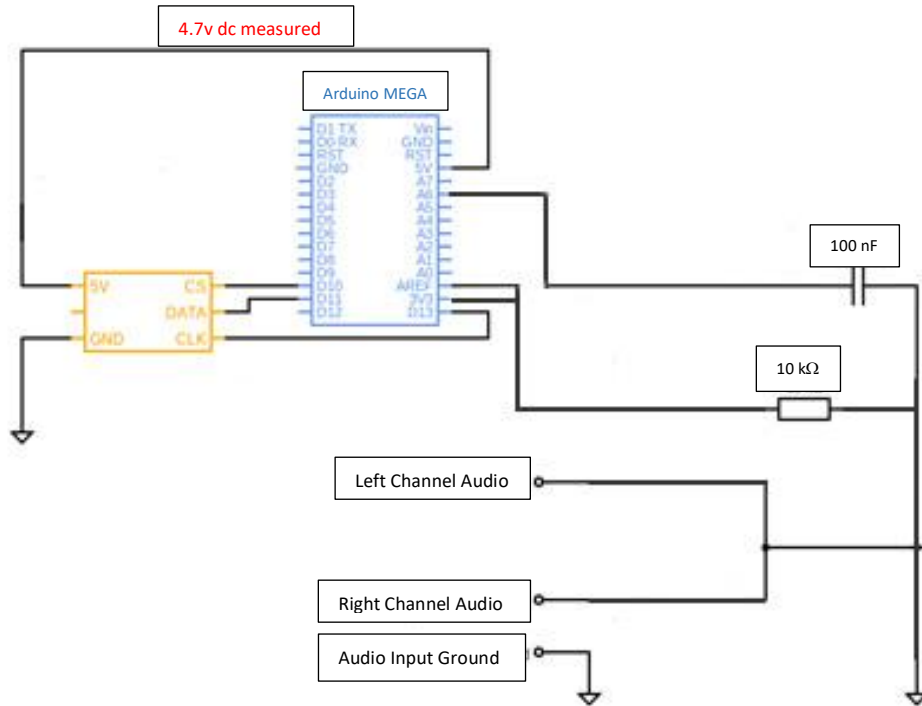 4.7v dc measured
Arduino MEGA
D1 TX
D0 RX
RST
GND
D2
D3
D4
D5
D6
D7
D8
D9
D10
D11
D12
Vin
GND
RST
5V
A7
A6
A5
A4
A3
A2
A1
A0
AREF
3V3
D13
5V
GND
CS
DATA
CLK
100 nF
10 kΩ
Left Channel Audio
Right Channel Audio
Audio Input Ground